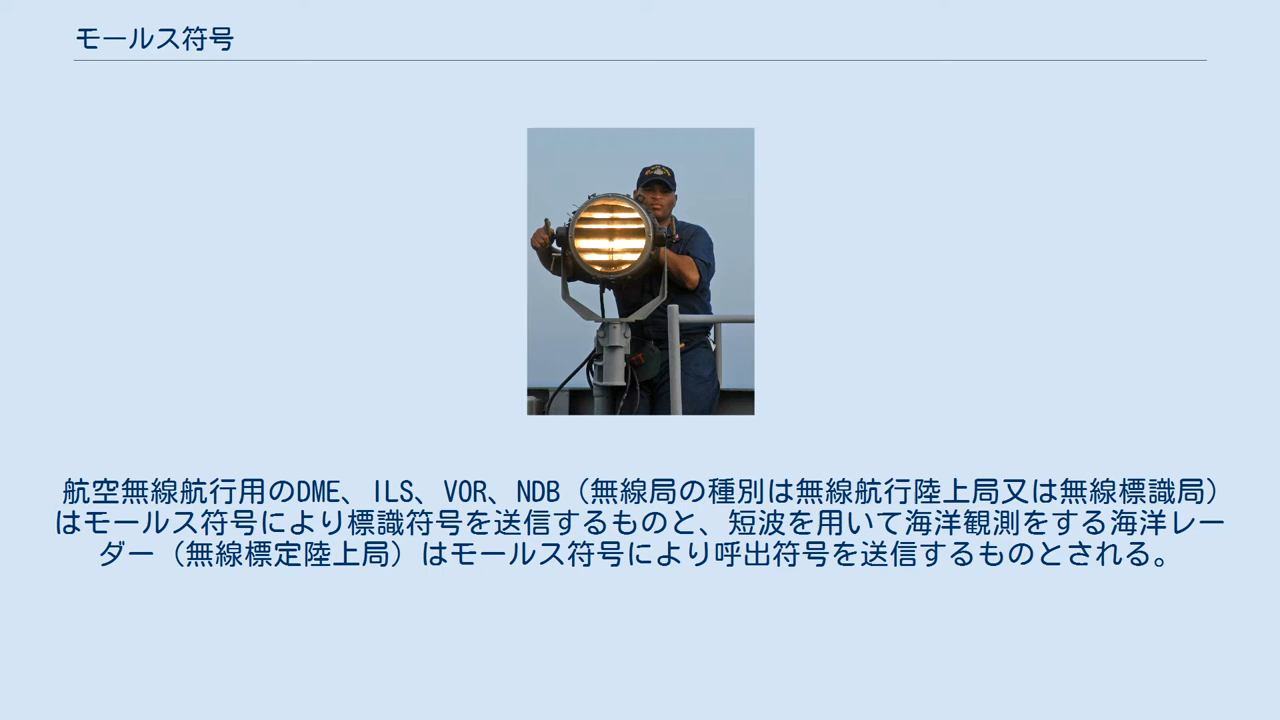 モールス符号
航空無線航行用のDME、ILS、VOR、NDB（無線局の種別は無線航行陸上局又は無線標識局）
はモールス符号により標識符号を送信するものと、短波を用いて海洋観測をする海洋レー
ダー（無線標定陸上局）はモールス符号により呼出符号を送信するものとされる。